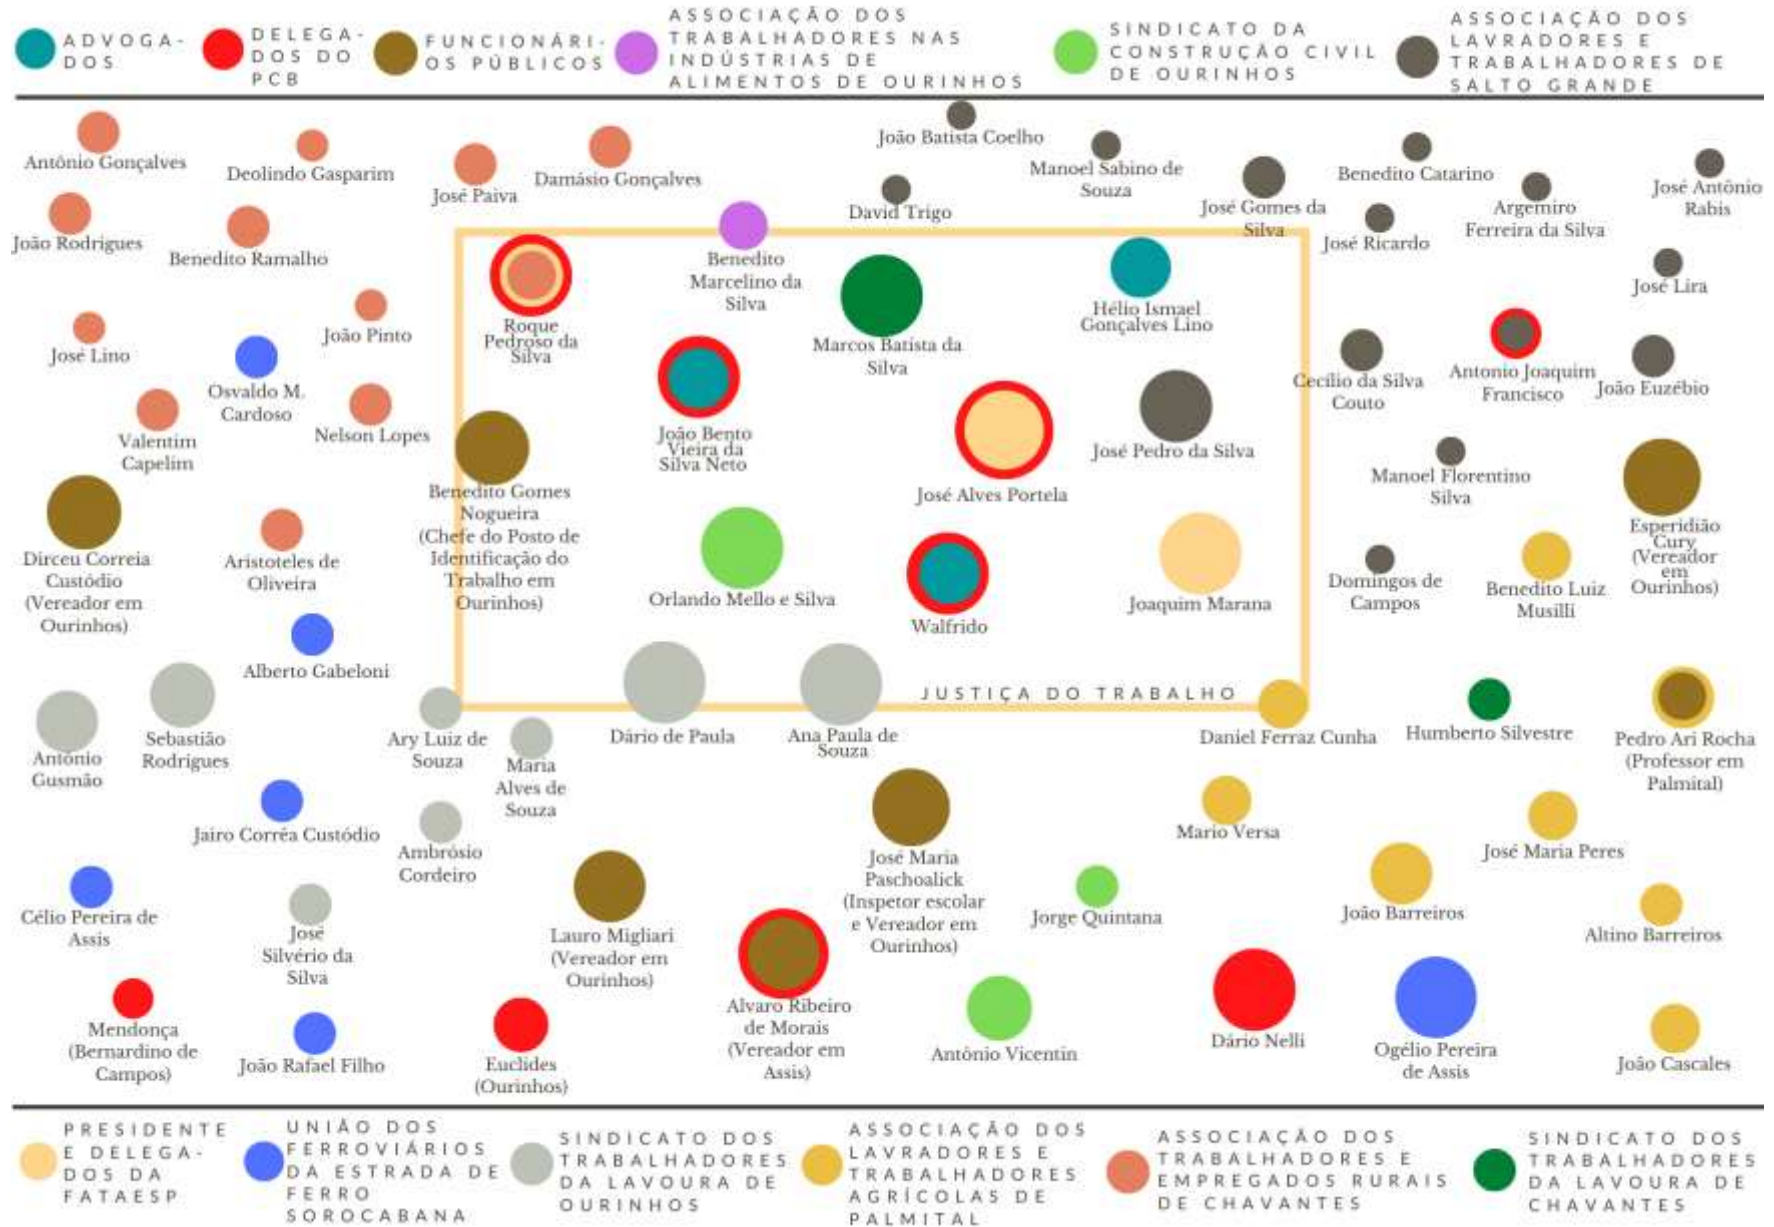 ADVOGA-
DOS
DELEGA-
DOS DO
PCB
FUNCIONÁRI-
OS PÚBLICOS
ASSOCIAÇÃO DOS
TRABALHADORES NAS
INDÚSTRIAS DE
ALIMENTOS DE OURINHOS
SINDICATO DA
CONSTRUÇÃO CIVIL
DE OURINHOS
ASSOCIAÇÃO DOS
LAVRADORES E
TRABALHADORES DE
SALTO GRANDE
Antônio Gonçalves
Deolindo Gasparim
José Paiva
Damásio Gonçalves
João Batista Coelho
Manoel Sabino de
Souza
Benedito Catarino
José Antônio
Rabis
João Rodrigues
Benedito Ramalho
David Trigo
José Gomes da
Silva
José Ricardo
Argemiro
Ferreira da Silva
José Lira
Roque
Pedroso da
Silva
Benedito
Marcelino da
Silva
Marcos Batista da
Silva
Hélio Ismael
Gonçalves Lino
José Lino
João Pinto
Osvaldo M.
Cardoso
Valentim
Capelim
Nelson Lopes
João Bento
Vieira da
Silva Neto
José Alves Portela
José Pedro da Silva
Cecílio da Silva
Couto
Antonio Joaquim
Francisco
João Euzébio
Manoel Florentino
Silva
Dirceu Correia
Custódio
(Vereador em
Ourinhos)
Aristoteles de
Oliveira
Benedito Gomes
Nogueira
(Chefe do Posto de
Identificação do
Trabalho em
Ourinhos)
Orlando Mello e Silva
Walfrido
Joaquim Marana
Domingos de
Campos
Benedito Luiz
Musilli
Esperidião
Cury
(Vereador
em
Ourinhos)
Alberto Gabeloni
Antônio
Gusmão
Sebastião
Rodrigues
Ary Luiz de
Souza
Maria
Alves de
Souza
Dário de Paula
Ana Paula de
Souza
JUSTIÇA DO TRABALHO
Daniel Ferraz Cunha
Humberto Silvestre
Pedro Ari Rocha
(Professor em
Palmital)
Jairo Corrêa Custódio
Ambrósio
Cordeiro
Mario Versa
José Maria Peres
Célio Pereira de
Assis
José
Silvério da
Silva
Lauro Migliari
(Vereador em
Ourinhos)
José Maria
Paschoalick
(Inspetor escolar
e Vereador em
Ourinhos)
Jorge Quintana
João Barreiros
Altino Barreiros
Mendonça
(Bernardino de
Campos)
João Rafael Filho
Euclides
(Ourinhos)
Alvaro Ribeiro
de Morais
(Vereador em
Assis)
Antônio Vicentin
Dário Nelli
Ogélio Pereira
de Assis
João Cascales
PRESIDENTE
E DELEGA-
DOS DA
FATAESP
UNIÃO DOS
FERROVIÁRIOS
DA ESTRADA DE
FERRO
SOROCABANA
SINDICATO DOS
TRABALHADORES
DA LAVOURA DE
OURINHOS
ASSOCIAÇÃO DOS
LAVRADORES E
TRABALHADORES
AGRÍCOLAS DE
PALMITAL
ASSOCIAÇÃO DOS
TRABALHADORES E
EMPREGADOS RURAIS
DE CHAVANTES
SINDICATO DOS
TRABALHADORES
DA LAVOURA DE
CHAVANTES